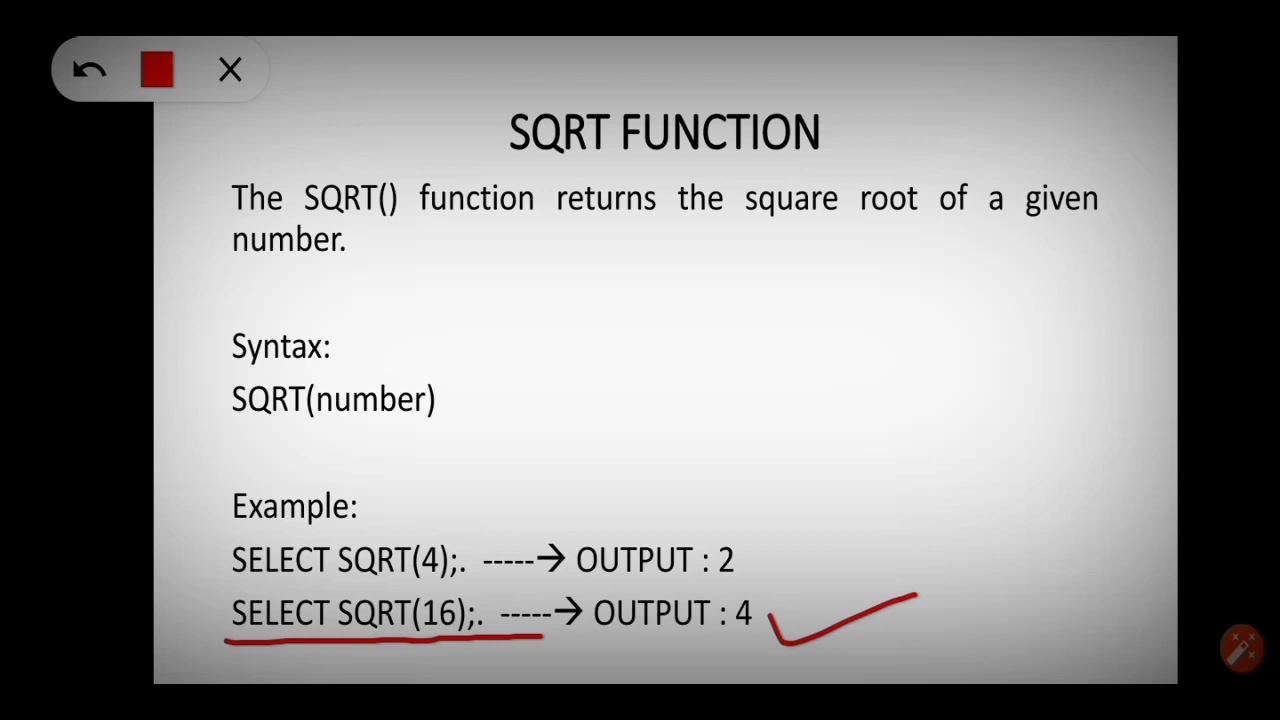 SQRT FUNCTION
The SQRT() function returns the square root of a given
number.
Syntax:
SQRT(number)
Example:
SELECT SQRT(4);. -----→ OUTPUT : 2
SELECT SQRT(16);. -----→ OUTPUT : 4